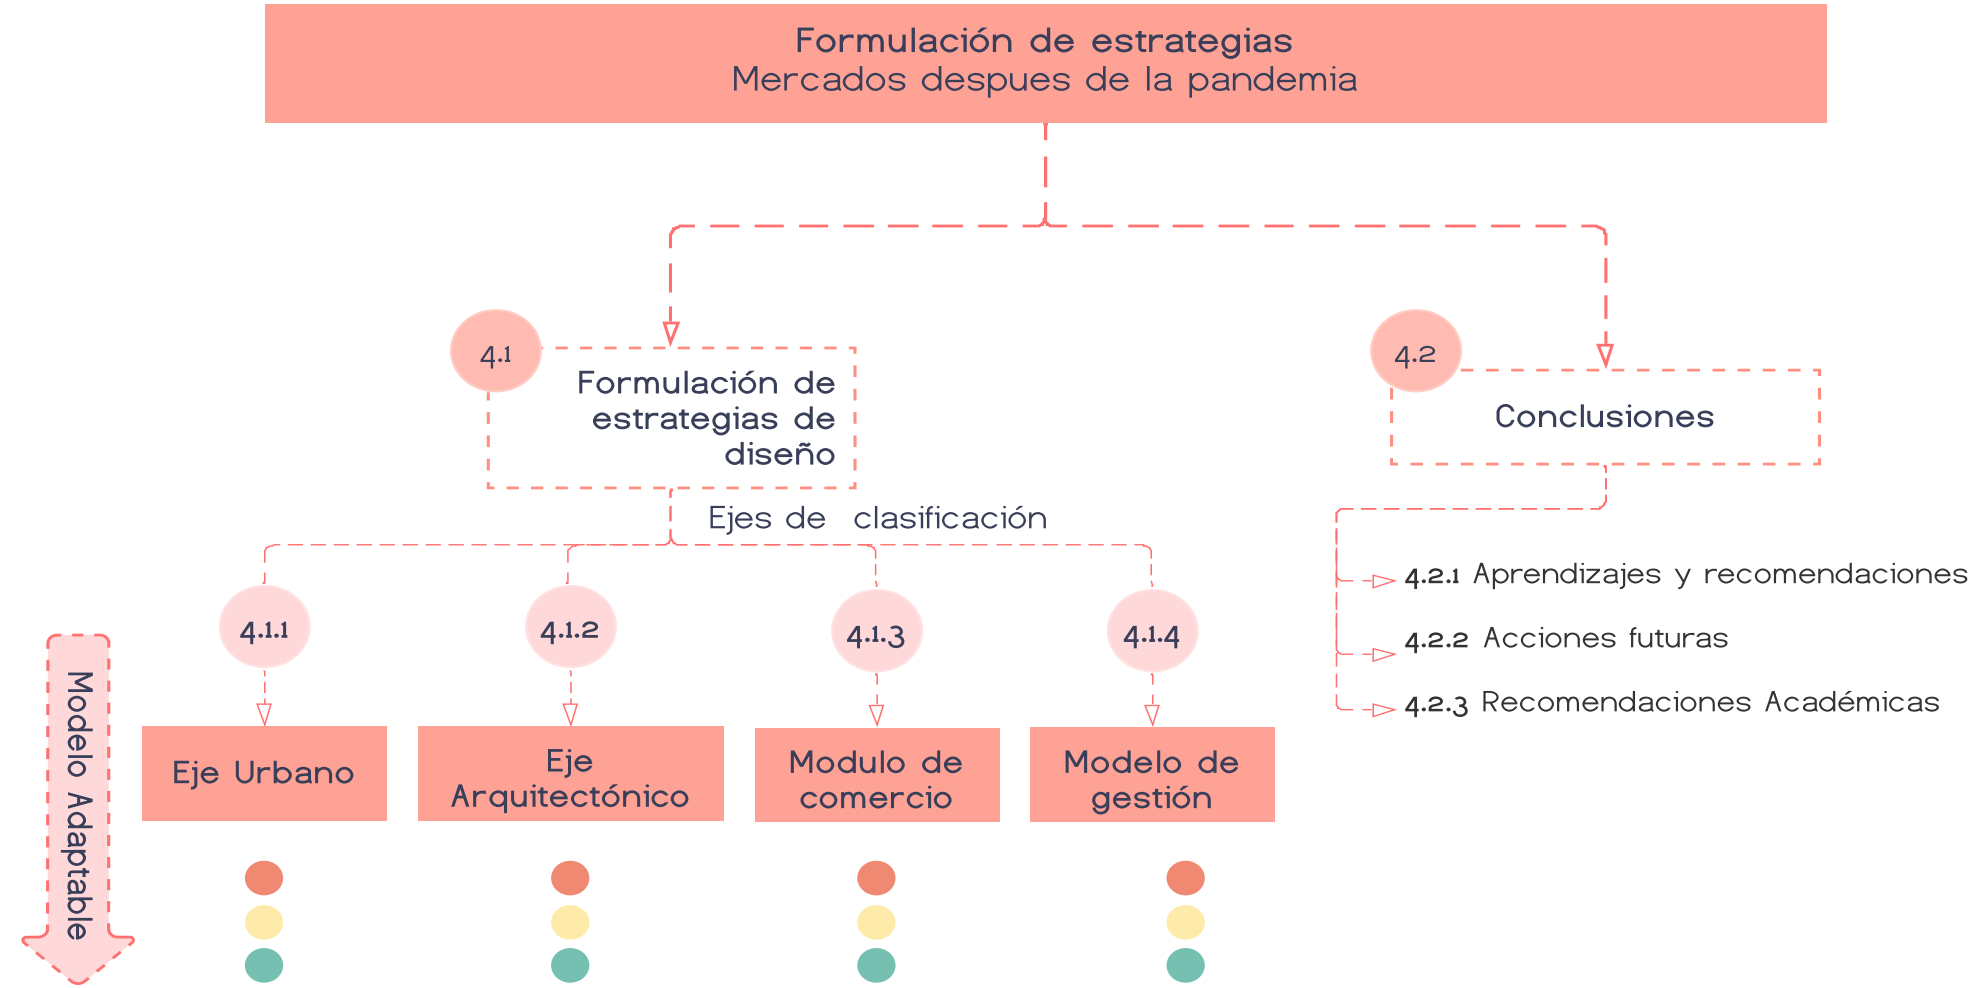 Formulación de estrategias
Mercados despues de la pandemia
4.1
Formulación de
estrategias de
diseño
4.2
Conclusiones
Ejes de clasificación
4.1.1
4.1.2
4.1.3
4.1.4
Eje Urbano
Eje
Arquitectónico
Modulo de
comercio
Modelo de
gestión
4.2.1 Aprendizajes y recomendaciones
4.2.2 Acciones futuras
4.2.3 Recomendaciones Académicas
Modelo Adaptable